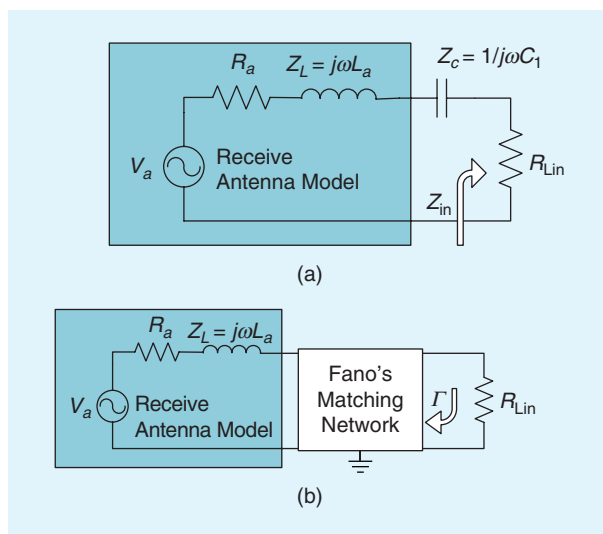 Z_c = 1/jωC_1
R_a Z_L = jωL_a
V_a Receive
Antenna Model
Z_in
R_Lin
(a)
R_a Z_L = jωL_a
V_a Receive
Antenna Model
Fano's
Matching
Network
Γ
R_Lin
(b)